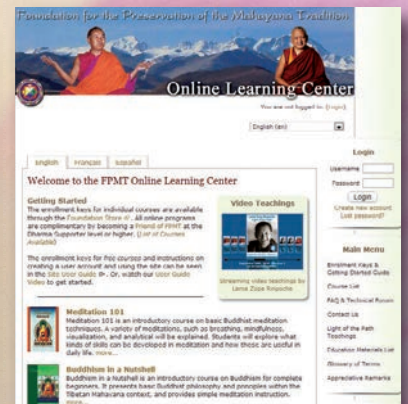 Foundation for the Preservation of the Mahayana Tradition
Online Learning Center
You are not logged in. (Login)
English (en)
English
Français
Español
Welcome to the FPMT Online Learning Center
Getting Started
The enrollment keys for individual courses are available
through the Foundation Store. All online programs
are complimentary by becoming a Friend of FPMT at the
Dharma Supporter level or higher. (List of Courses
Available)
The enrollment keys for free courses and instructions on
creating a user account and using the site can be seen
in the Site User Guide. Or, watch our User Guide
Video to get started.
Video Teachings
Streaming video teachings by
Lama Zopa Rinpoche
Meditation 101
Meditation 101 is an introductory course on basic Buddhist meditation
techniques. A variety of meditations, such as breathing, mindfulness,
visualization, and analytical will be explained. Students will explore what
kinds of skills can be developed in meditation and how these are useful in
daily life. more...
Buddhism in a Nutshell
Buddhism in a Nutshell is an introductory course on Buddhism for complete
beginners. It presents basic Buddhist philosophy and principles within the
Tibetan Mahayana context, and provides simple meditation instruction.
more...
Login
Username
Password
Login
Create new account
Lost password?
Main Menu
Enrollment Keys &
Getting Started Guide
Course List
FAQ & Technical Forum
Contact Us
Light of the Path
Teachings
Education Materials List
Glossary of Terms
Appreciative Remarks